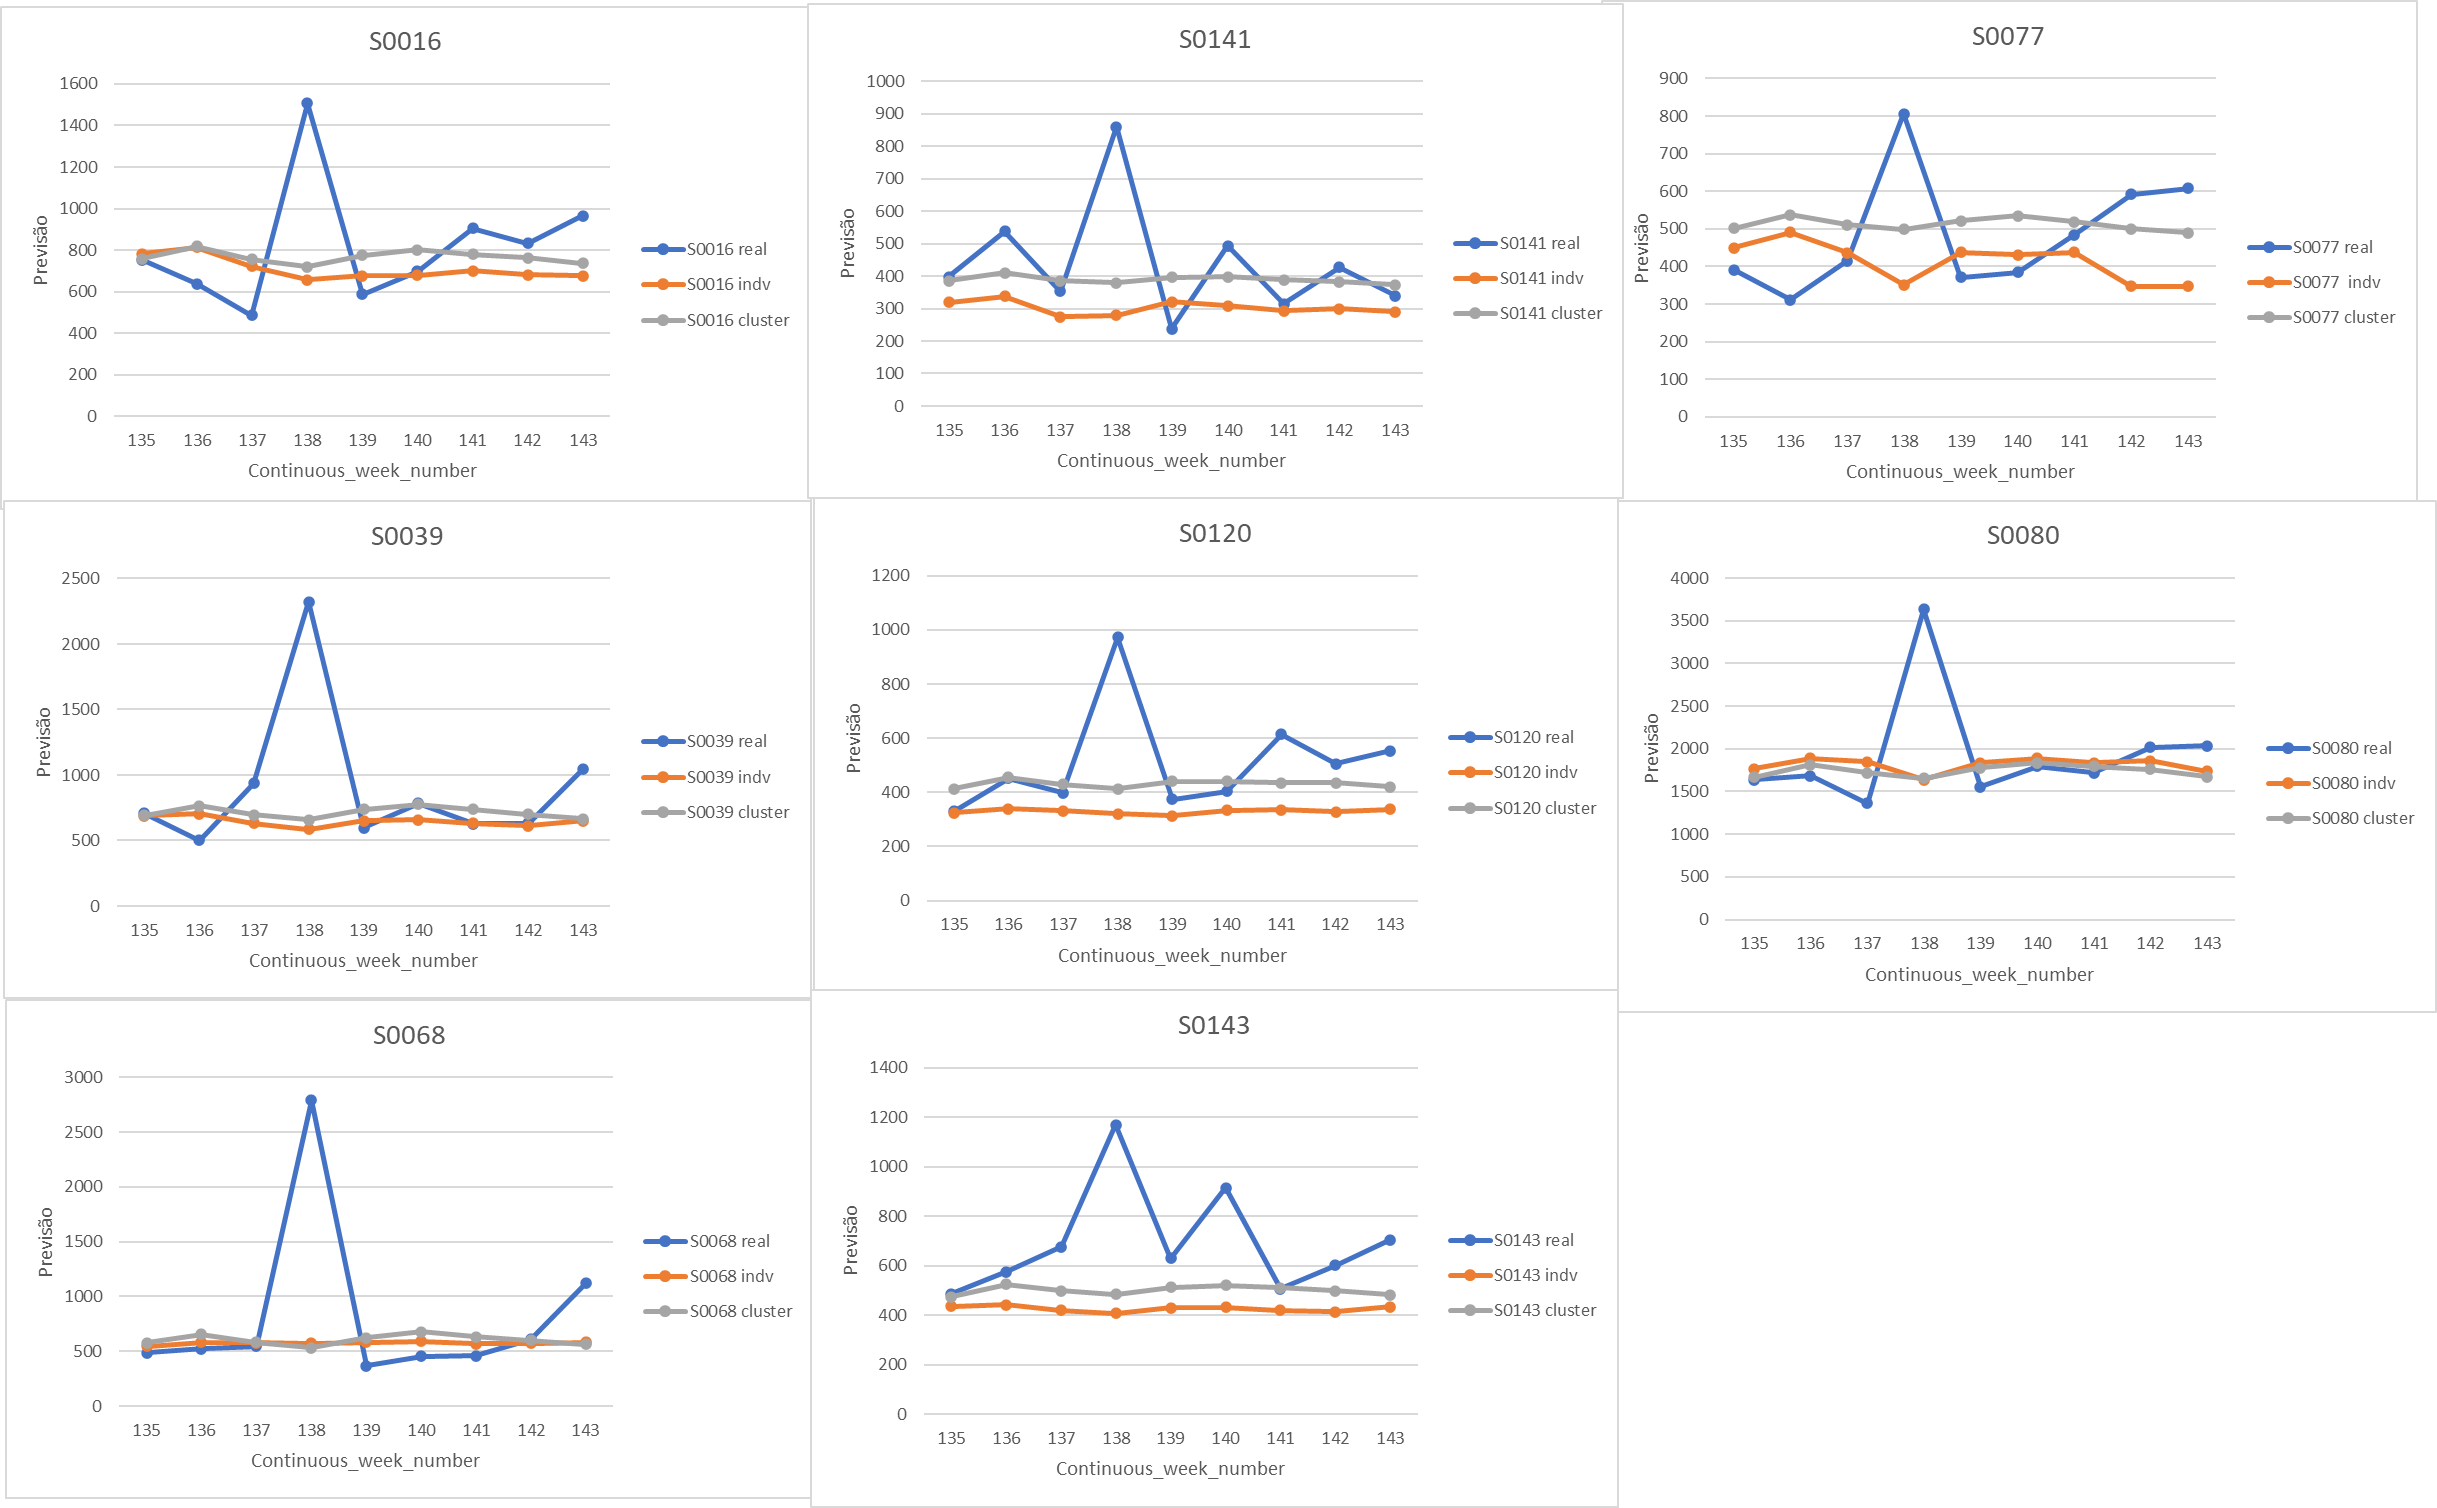 S0016
1600
1400
1200
1000
800
600
400
200
0
Previsão
135 136 137 138 139 140 141 142 143
Continuous_week_number
S0016 real
S0016 indv
S0016 cluster
S0141
1000
900
800
700
600
500
400
300
200
100
0
Previsão
135 136 137 138 139 140 141 142 143
Continuous_week_number
S0141 real
S0141 indv
S0141 cluster
S0077
900
800
700
600
500
400
300
200
100
0
Previsão
135 136 137 138 139 140 141 142 143
Continuous_week_number
S0077 real
S0077 indv
S0077 cluster
S0039
2500
2000
1500
1000
500
0
Previsão
135 136 137 138 139 140 141 142 143
Continuous_week_number
S0039 real
S0039 indv
S0039 cluster
S0120
1200
1000
800
600
400
200
0
Previsão
135 136 137 138 139 140 141 142 143
Continuous_week_number
S0120 real
S0120 indv
S0120 cluster
S0080
4000
3500
3000
2500
2000
1500
1000
500
0
Previsão
135 136 137 138 139 140 141 142 143
Continuous_week_number
S0080 real
S0080 indv
S0080 cluster
S0068
3000
2500
2000
1500
1000
500
0
Previsão
135 136 137 138 139 140 141 142 143
Continuous_week_number
S0068 real
S0068 indv
S0068 cluster
S0143
1400
1200
1000
800
600
400
200
0
Previsão
135 136 137 138 139 140 141 142 143
Continuous_week_number
S0143 real
S0143 indv
S0143 cluster